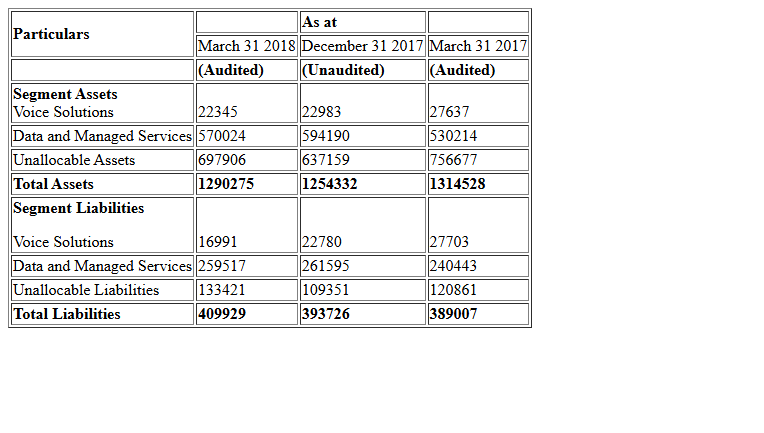 Particulars As at
March 31 2018 December 31 2017 March 31 2017
(Audited) (Unaudited) (Audited)
Segment Assets
Voice Solutions 22345 22983 27637
Data and Managed Services 570024 594190 530214
Unallocable Assets 697906 637159 756677
Total Assets 1290275 1254332 1314528
Segment Liabilities
Voice Solutions 16991 22780 27703
Data and Managed Services 259517 261595 240443
Unallocable Liabilities 133421 109351 120861
Total Liabilities 409929 393726 389007